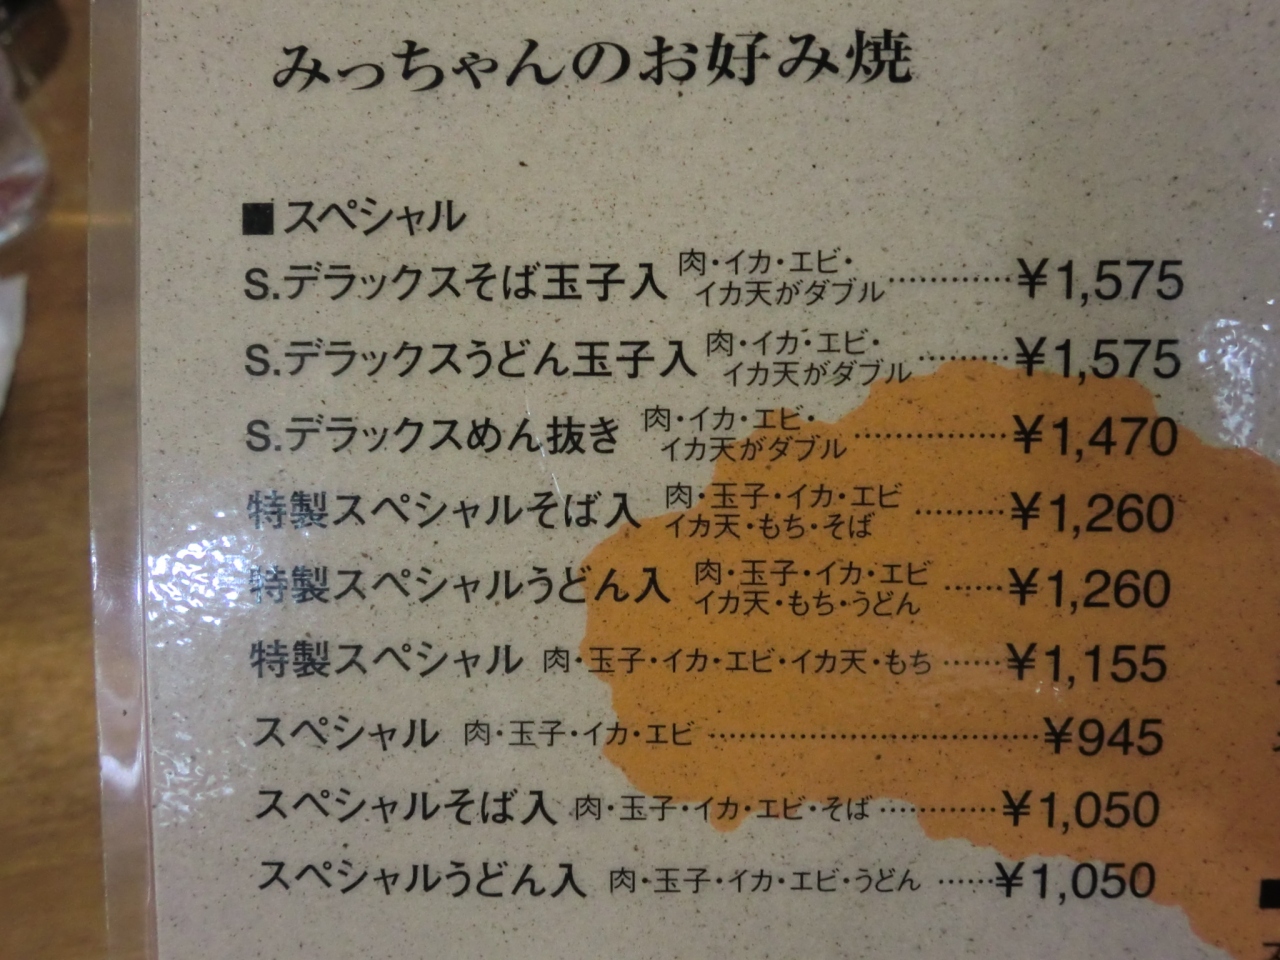 みっちゃんのお好み焼
■スペシャル
S.デラックスそば玉子入 肉・イカ・エビ・イカ天がダブル…………¥1,575
S.デラックスうどん玉子入 肉・イカ・エビ・イカ天がダブル………¥1,575
S.デラックスめん抜き 肉・イカ・エビ・イカ天がダブル……………¥1,470
特製スペシャルそば入 肉・玉子・イカ・エビ イカ天・もち・そば ………¥1,260
特製スペシャルうどん入 肉・玉子・イカ・エビ イカ天・もち・うどん ……¥1,260
特製スペシャル 肉・玉子・イカ・エビ・イカ天・もち ……¥1,155
スペシャル 肉・玉子・イカ・エビ ……………………………¥945
スペシャルそば入 肉・玉子・イカ・エビ・そば …………¥1,050
スペシャルうどん入 肉・玉子・イカ・エビ・うどん ……¥1,050